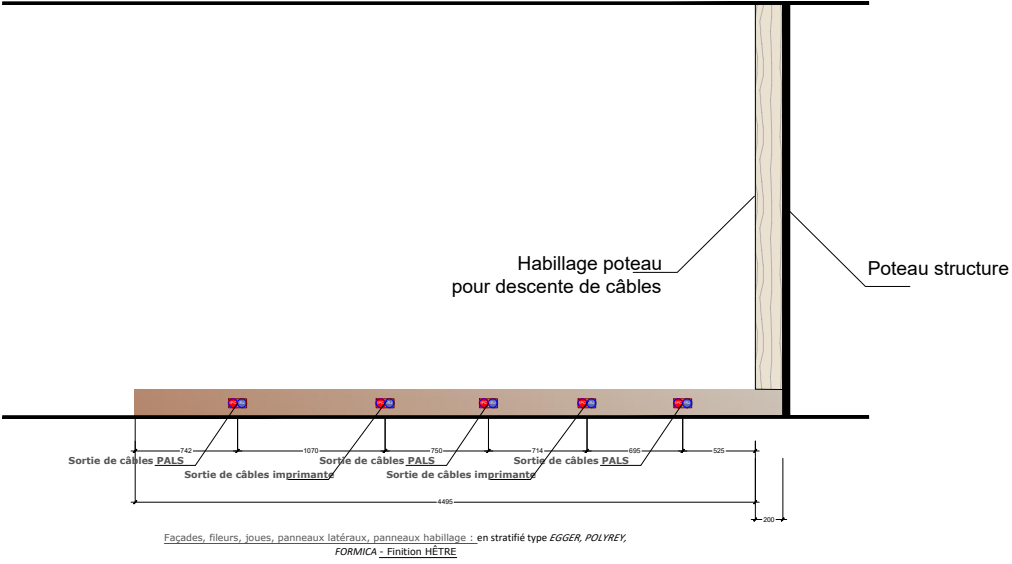 Habillage poteau
pour descente de câbles
Poteau structure
742
1070
750
714
695
525
Sortie de câbles PALS
Sortie de câbles PALS
Sortie de câbles PALS
Sortie de câbles imprimante
Sortie de câbles imprimante
4495
200
Façades, fileurs, joues, panneaux latéraux, panneaux habillage : en stratifié type EGGER, POLYREY,
FORMICA - Finition HÊTRE